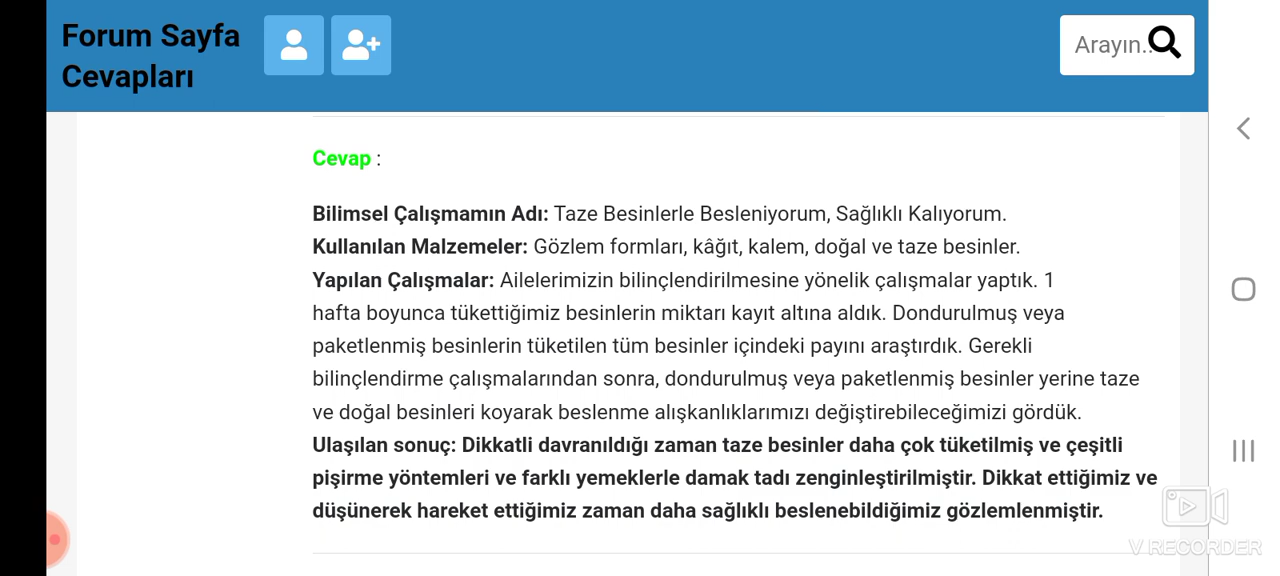 Forum Sayfa
Cevapları
Arayın..
Cevap :
Bilimsel Çalışmamın Adı: Taze Besinlerle Besleniyorum, Sağlıklı Kalıyorum.
Kullanılan Malzemeler: Gözlem formları, kâğıt, kalem, doğal ve taze besinler.
Yapılan Çalışmalar: Ailelerimizin bilinçlendirilmesine yönelik çalışmalar yaptık. 1
hafta boyunca tükettiğimiz besinlerin miktarı kayıt altına aldık. Dondurulmuş veya
paketlenmiş besinlerin tüketilen tüm besinler içindeki payını araştırdık. Gerekli
bilinçlendirme çalışmalarından sonra, dondurulmuş veya paketlenmiş besinler yerine taze
ve doğal besinleri koyarak beslenme alışkanlıklarımızı değiştirebileceğimizi gördük.
Ulaşılan sonuç: Dikkatli davranıldığı zaman taze besinler daha çok tüketilmiş ve çeşitli
pişirme yöntemleri ve farklı yemeklerle damak tadı zenginleştirilmiştir. Dikkat ettiğimiz ve
düşünerek hareket ettiğimiz zaman daha sağlıklı beslenebildiğimiz gözlemlenmiştir.
V RECORDER